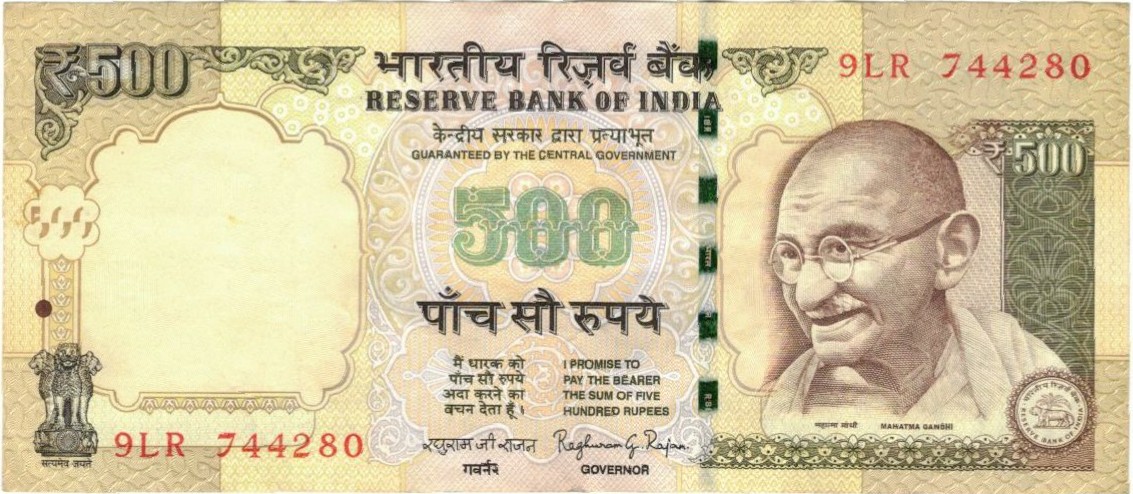 ₹500
भारतीय रिज़र्व बैंक
RESERVE BANK OF INDIA
केन्द्रीय सरकार द्वारा प्रत्याभूत
GUARANTEED BY THE CENTRAL GOVERNMENT
9LR 744280
₹500
500
पाँच सौ रुपये
मैं धारक को
पाँच सौ रुपये
अदा करने का
वचन देता हूँ।
I PROMISE TO
PAY THE BEARER
THE SUM OF FIVE
HUNDRED RUPEES
रघुराम जी राजन
Raghuram G. Rajan
गवर्नर
GOVERNOR
महात्मा गांधी
MAHATMA GANDHI
भारतीय रिज़र्व बैंक
RESERVE BANK OF INDIA
सत्यमेव जयते
9LR 744280